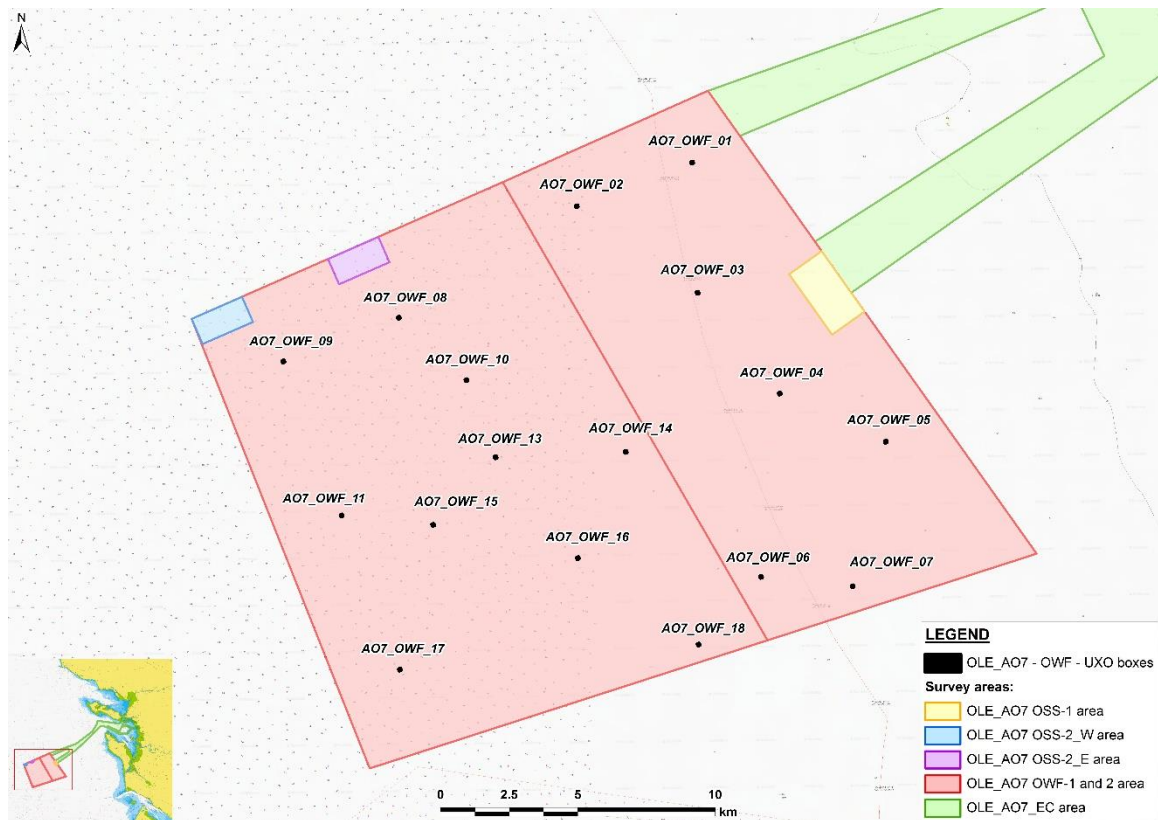 N
AO7_OWF_01
AO7_OWF_02
AO7_OWF_03
AO7_OWF_08
AO7_OWF_09
AO7_OWF_10
AO7_OWF_04
AO7_OWF_05
AO7_OWF_14
AO7_OWF_13
AO7_OWF_11
AO7_OWF_15
AO7_OWF_16
AO7_OWF_06
AO7_OWF_07
AO7_OWF_18
AO7_OWF_17
LEGEND
OLE_AO7 - OWF - UXO boxes
Survey areas:
OLE_AO7 OSS-1 area
OLE_AO7 OSS-2_W area
OLE_AO7 OSS-2_E area
OLE_AO7 OWF-1 and 2 area
OLE_AO7_EC area
0 2.5 5 10
km